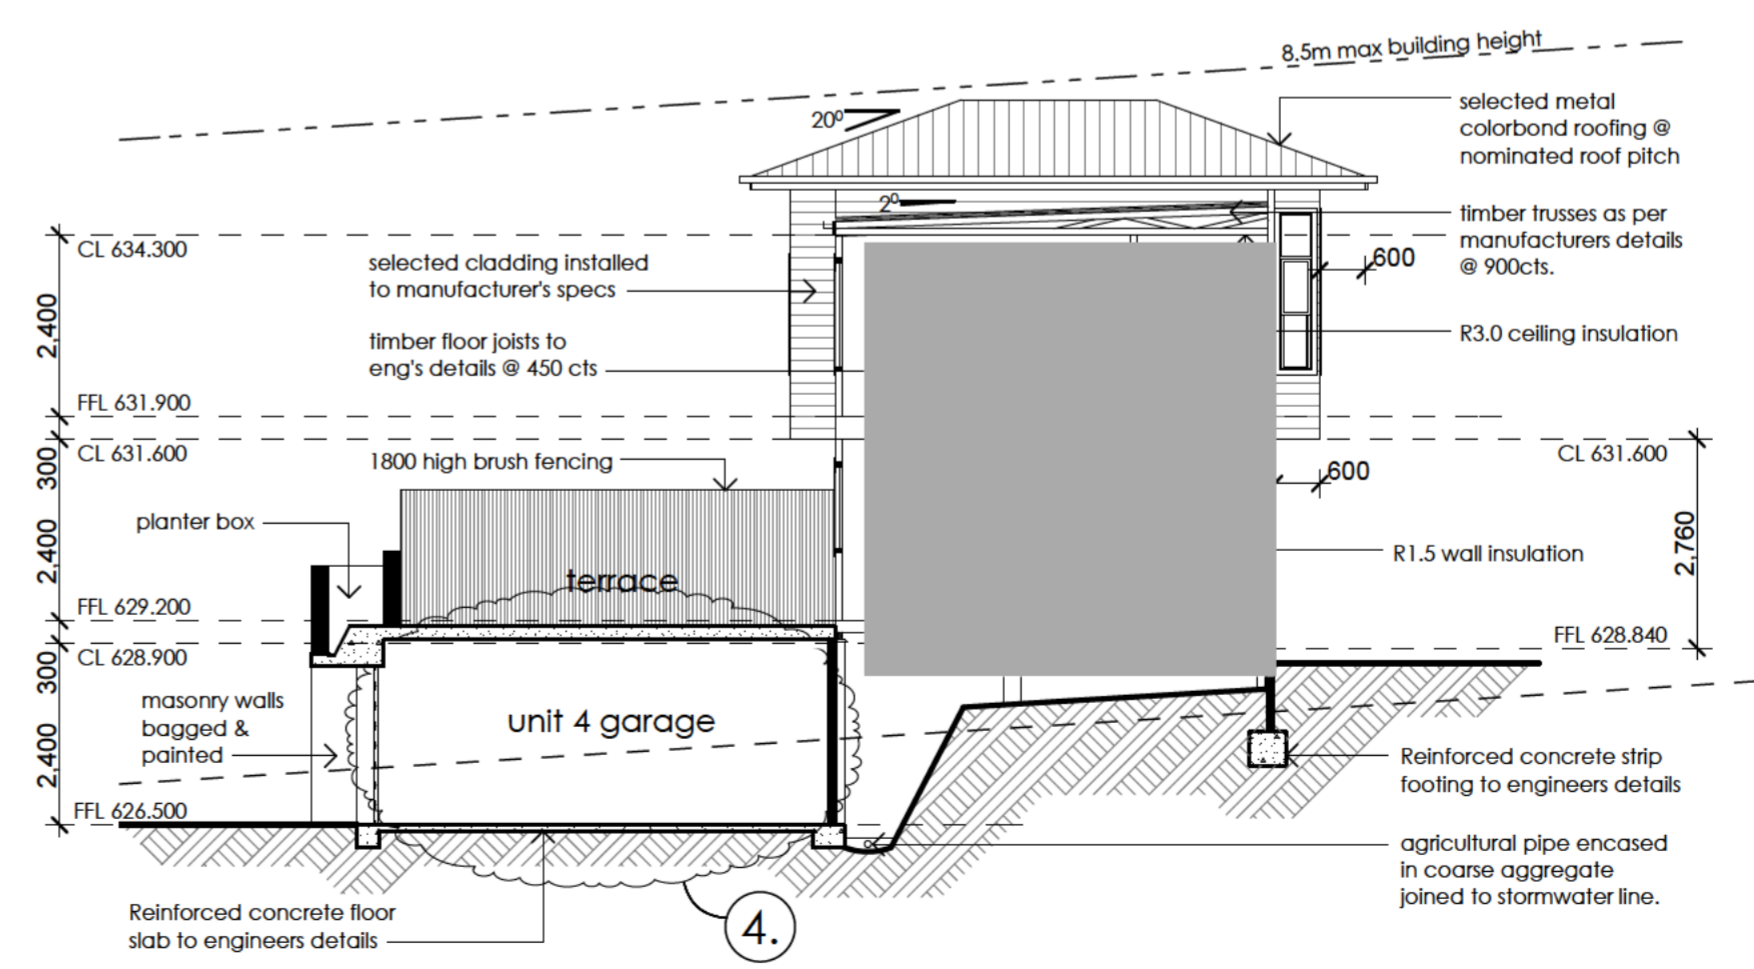 8.5m max building height
20⁰
selected metal
colorbond roofing @
nominated roof pitch
2⁰
timber trusses as per
manufacturers details
@ 900cts.
CL 634.300
selected cladding installed
to manufacturer's specs
600
2,400
timber floor joists to
eng's details @ 450 cts
R3.0 ceiling insulation
FFL 631.900
300
CL 631.600
1800 high brush fencing
CL 631.600
600
planter box
2,400
2,760
R1.5 wall insulation
terrace
FFL 629.200
FFL 628.840
300
CL 628.900
masonry walls
bagged &
painted
unit 4 garage
2,400
Reinforced concrete strip
footing to engineers details
FFL 626.500
agricultural pipe encased
in coarse aggregate
joined to stormwater line.
Reinforced concrete floor
slab to engineers details
4.